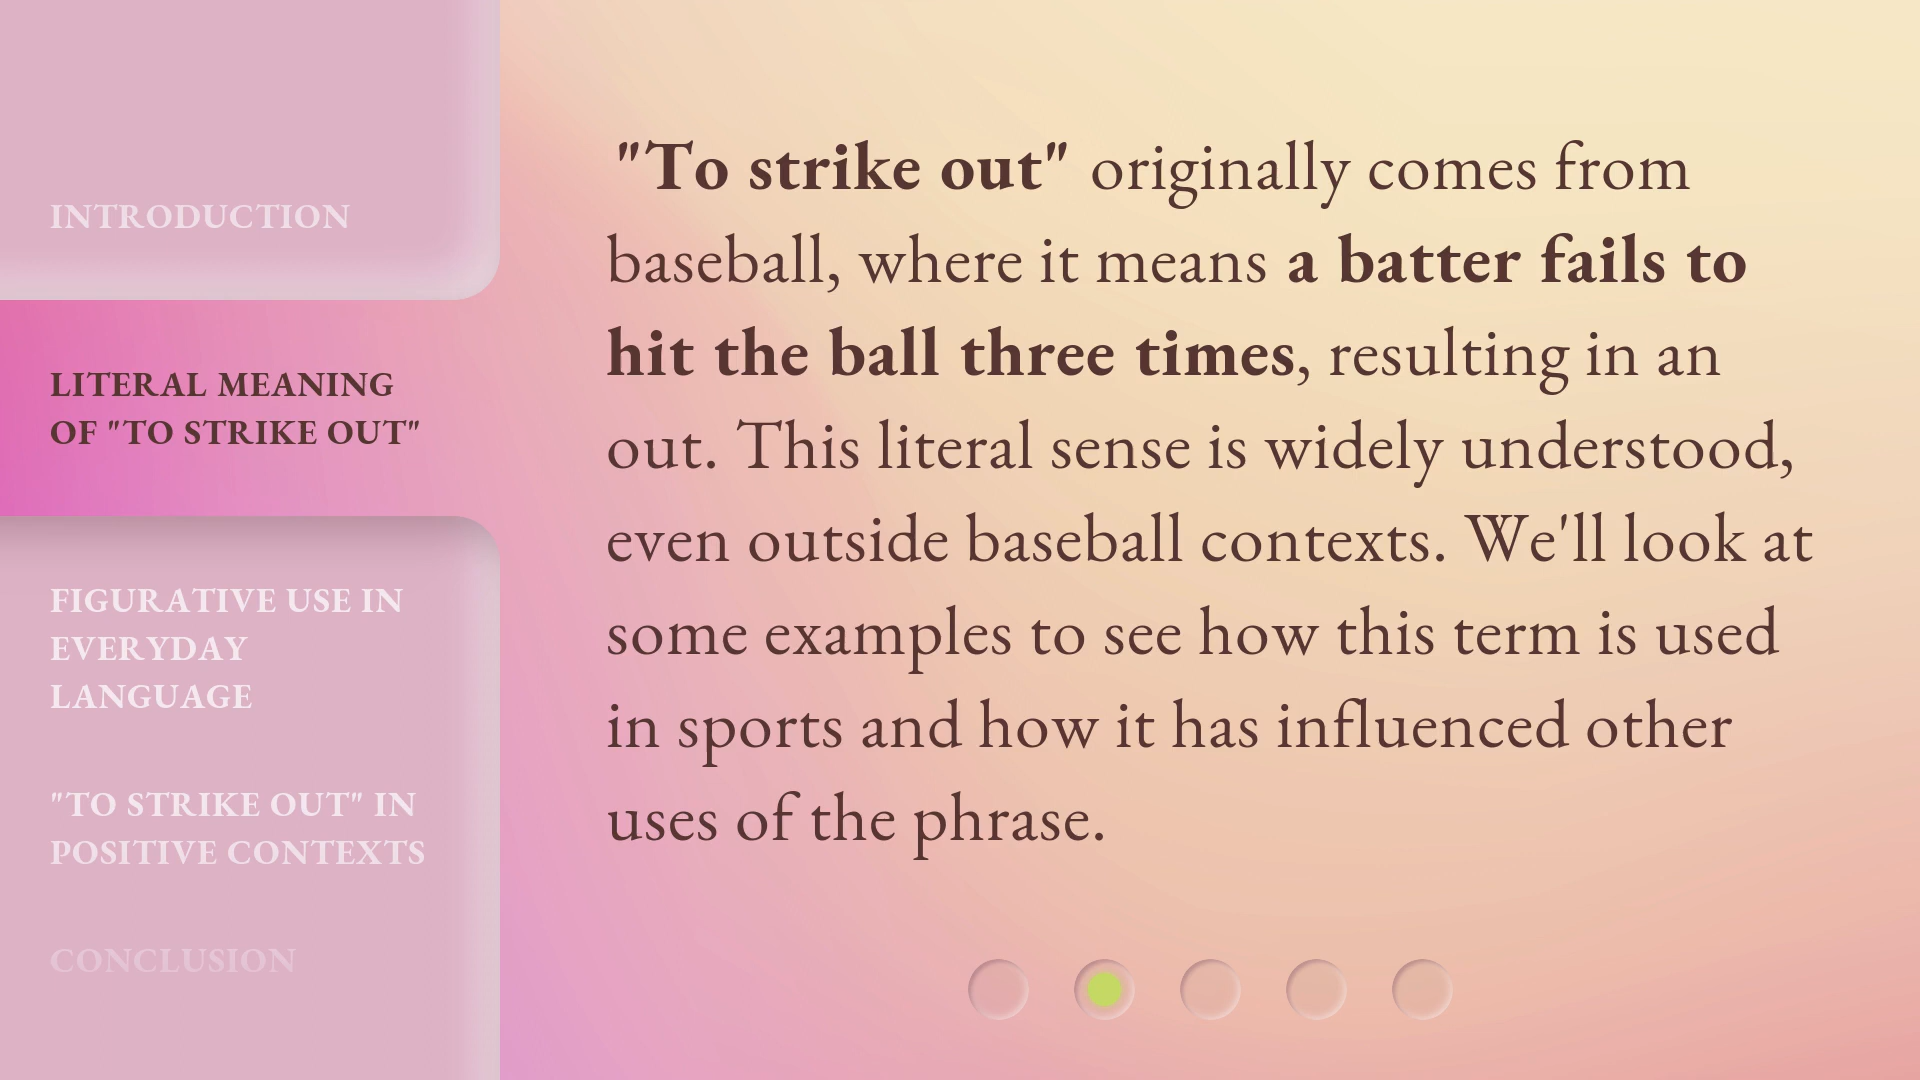 INTRODUCTION
LITERAL MEANING
OF "TO STRIKE OUT"
FIGURATIVE USE IN
EVERYDAY
LANGUAGE
"TO STRIKE OUT" IN
POSITIVE CONTEXTS
CONCLUSION
"To strike out" originally comes from
baseball, where it means a batter fails to
hit the ball three times, resulting in an
out. This literal sense is widely understood,
even outside baseball contexts. We'll look at
some examples to see how this term is used
in sports and how it has influenced other
uses of the phrase.